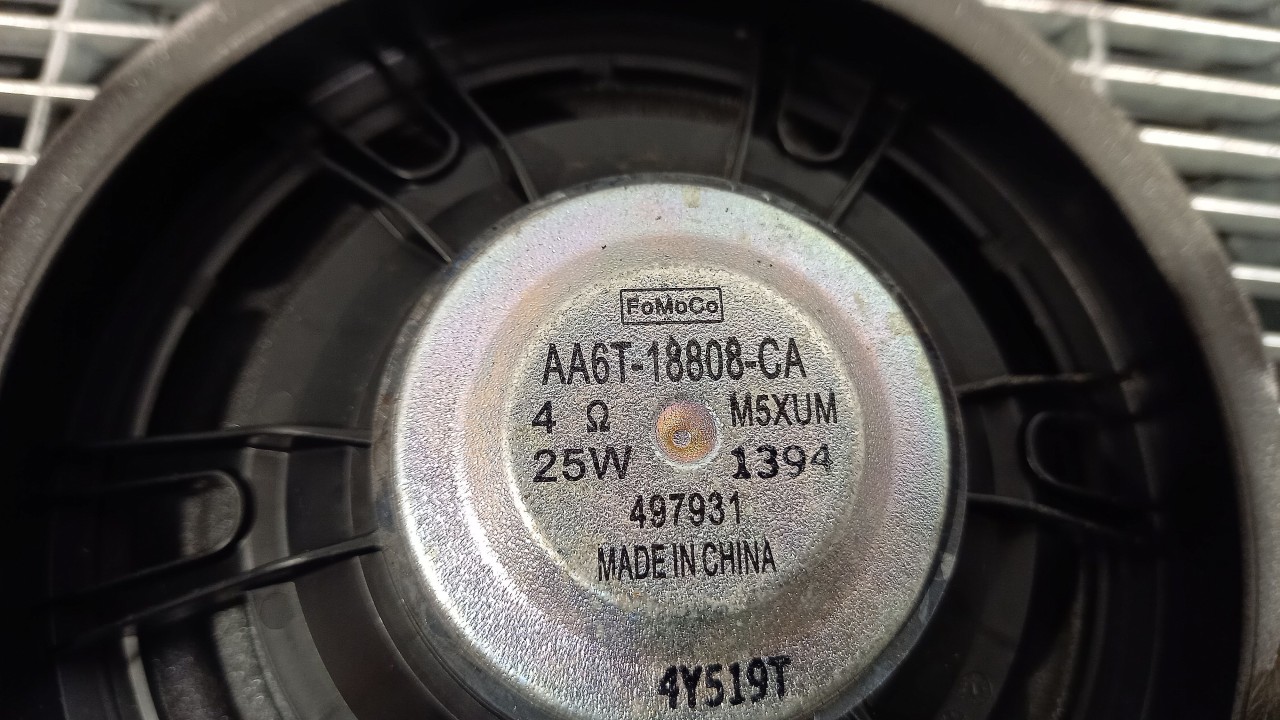 FoMoCo
AA6T-18808-CA
4 Ω M5XUM
25W 1394
497931
MADE IN CHINA
4Y519T